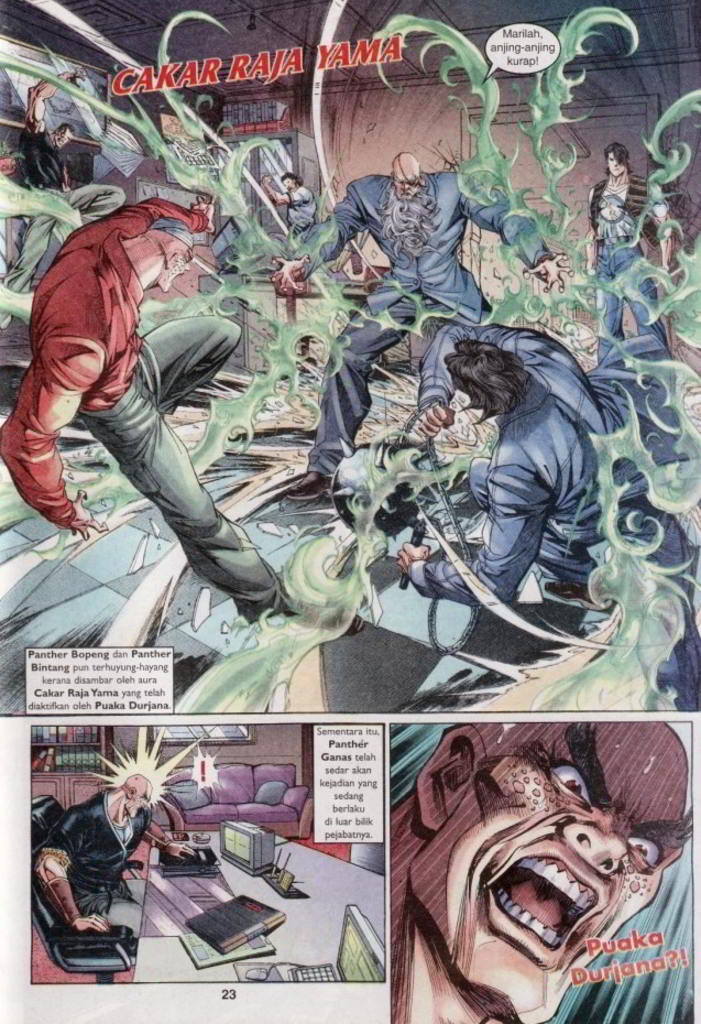 CAKAR RAJA YAMA
Marilah,
anjing-anjing
kurap!
Panther Bopeng dan Panther
Bintang pun terhuyung-hayang
kerana disambar oleh aura
Cakar Raja Yama yang telah
diaktifkan oleh Puaka Durjana.
Sementara itu,
Panther
Ganas telah
sedar akan
kejadian yang
sedang
berlaku
di luar bilik
pejabatnya.
!
Puaka
Durjana?!
23